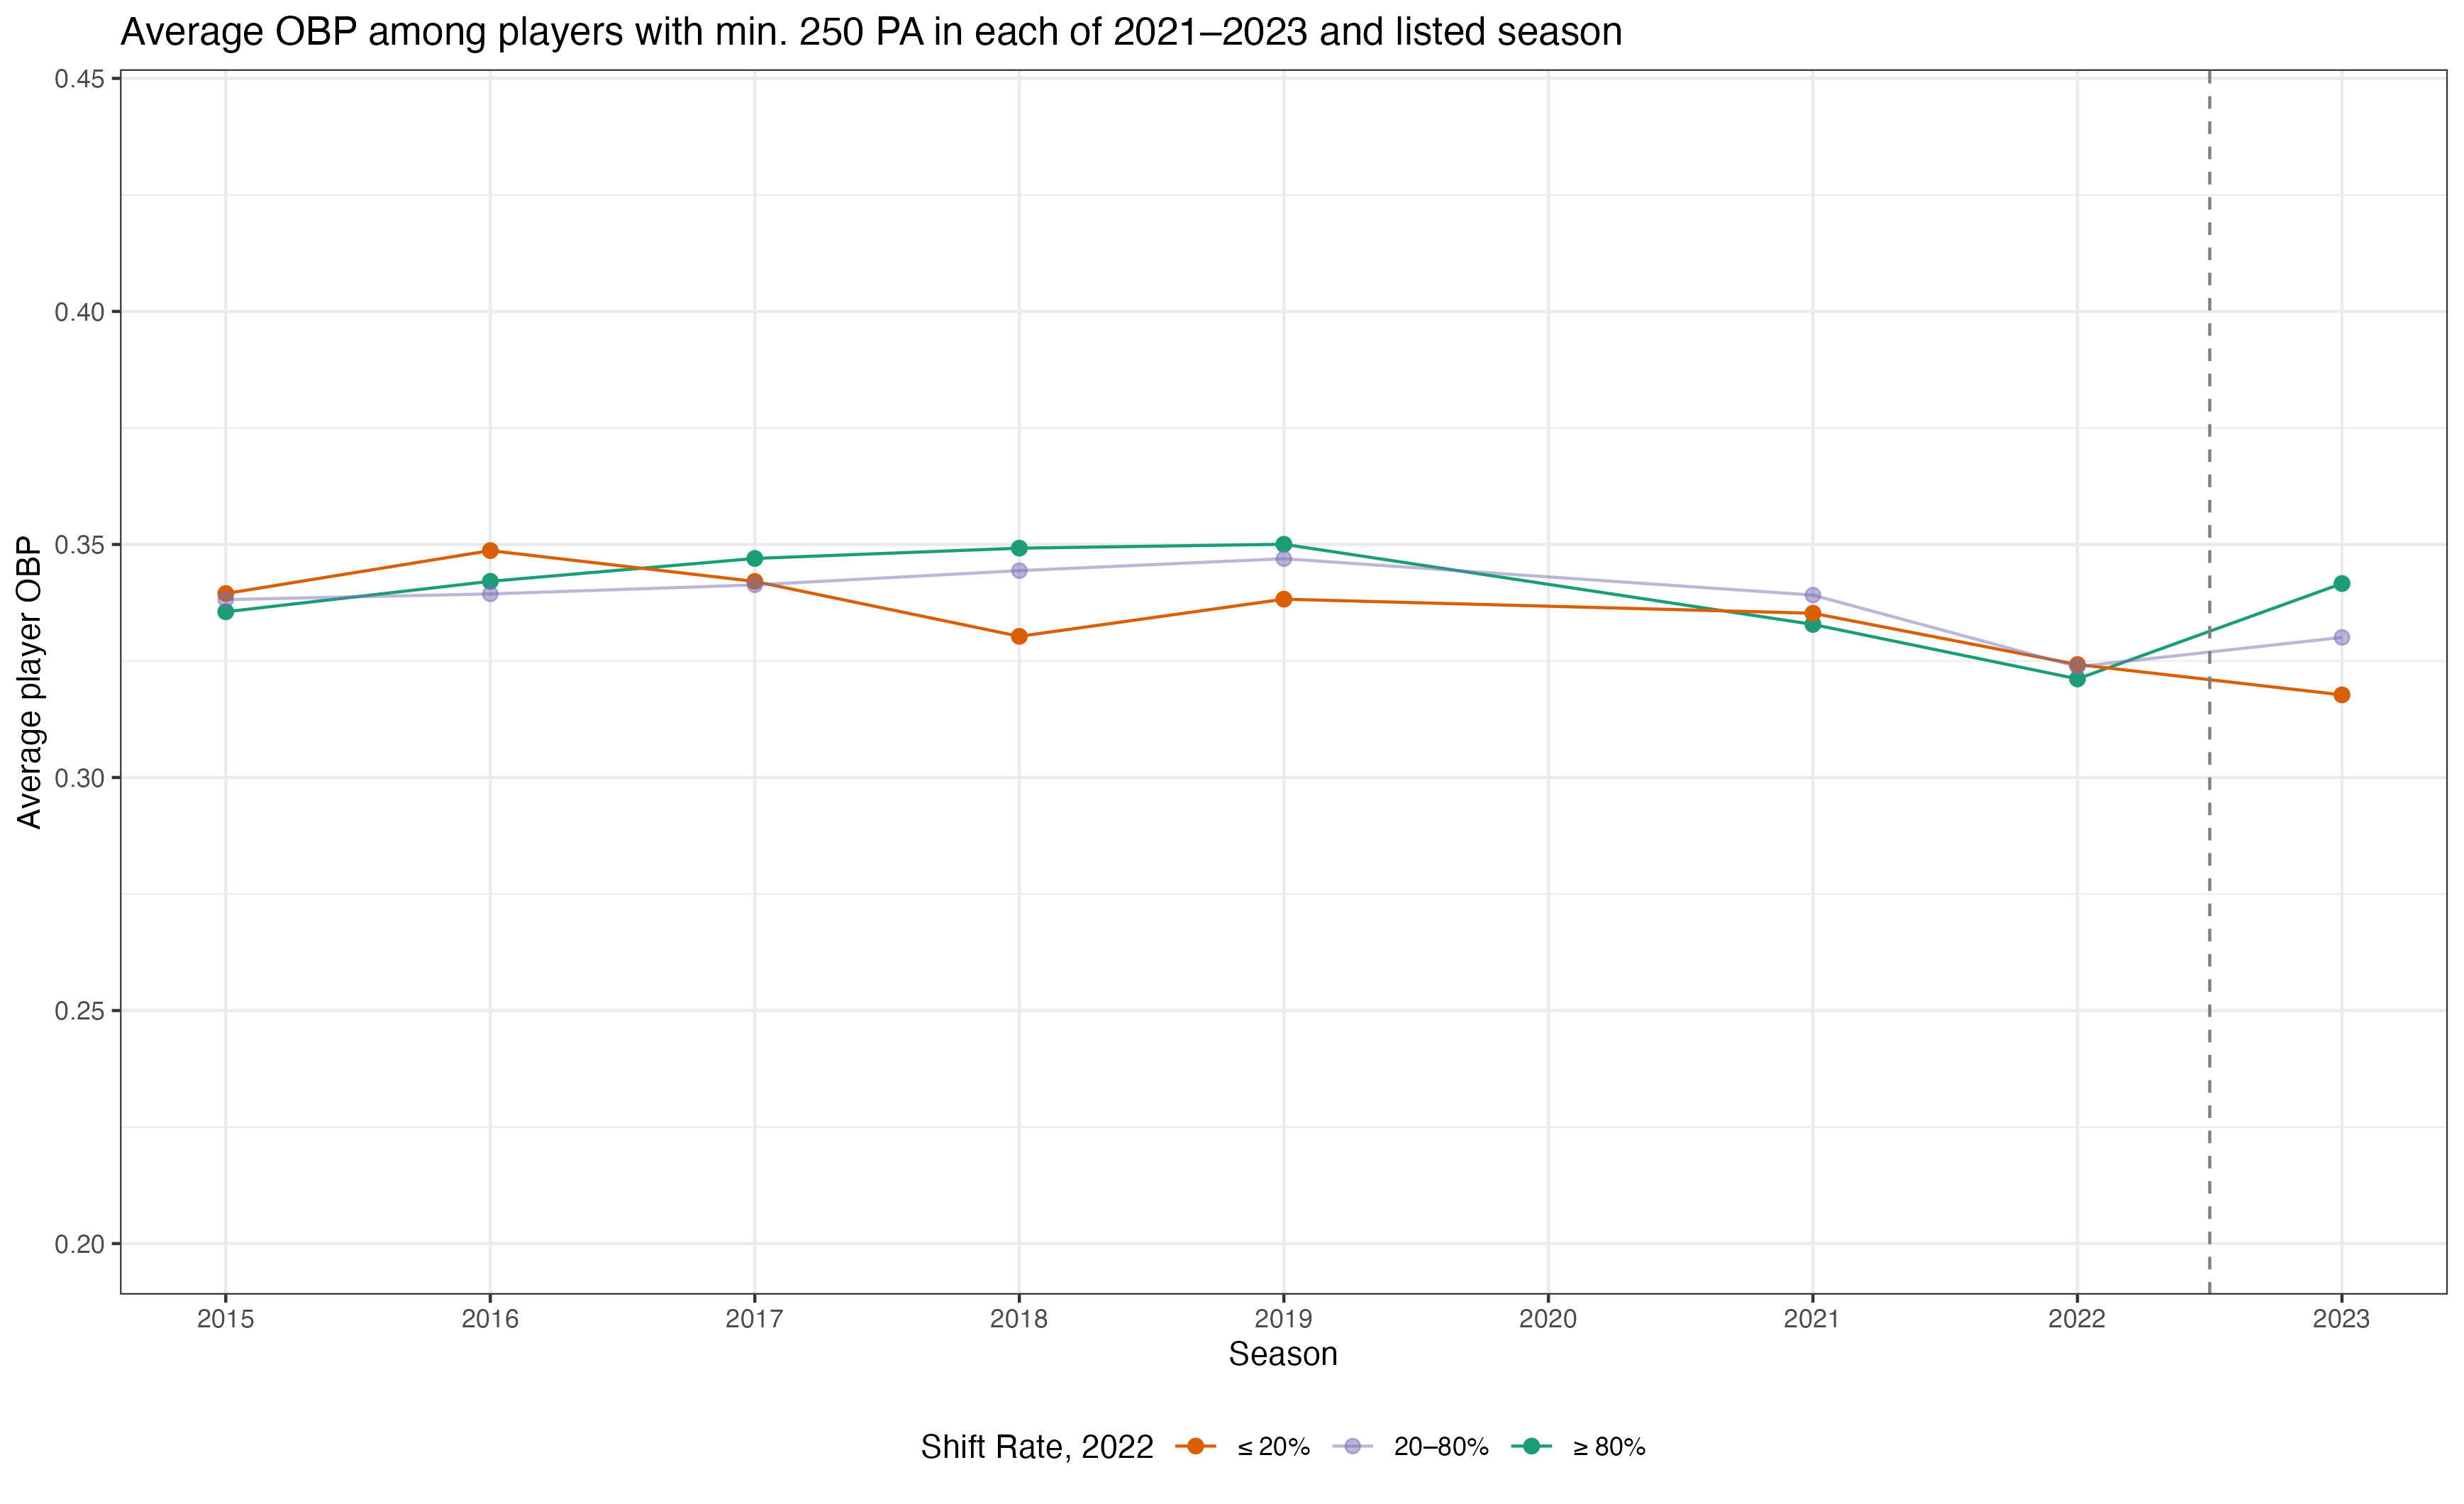 Average OBP among players with min. 250 PA in each of 2021–2023 and listed season
Average player OBP
0.45
0.40
0.35
0.30
0.25
0.20
2015 2016 2017 2018 2019 2020 2021 2022 2023
Season
Shift Rate, 2022 ≤ 20% 20–80% ≥ 80%